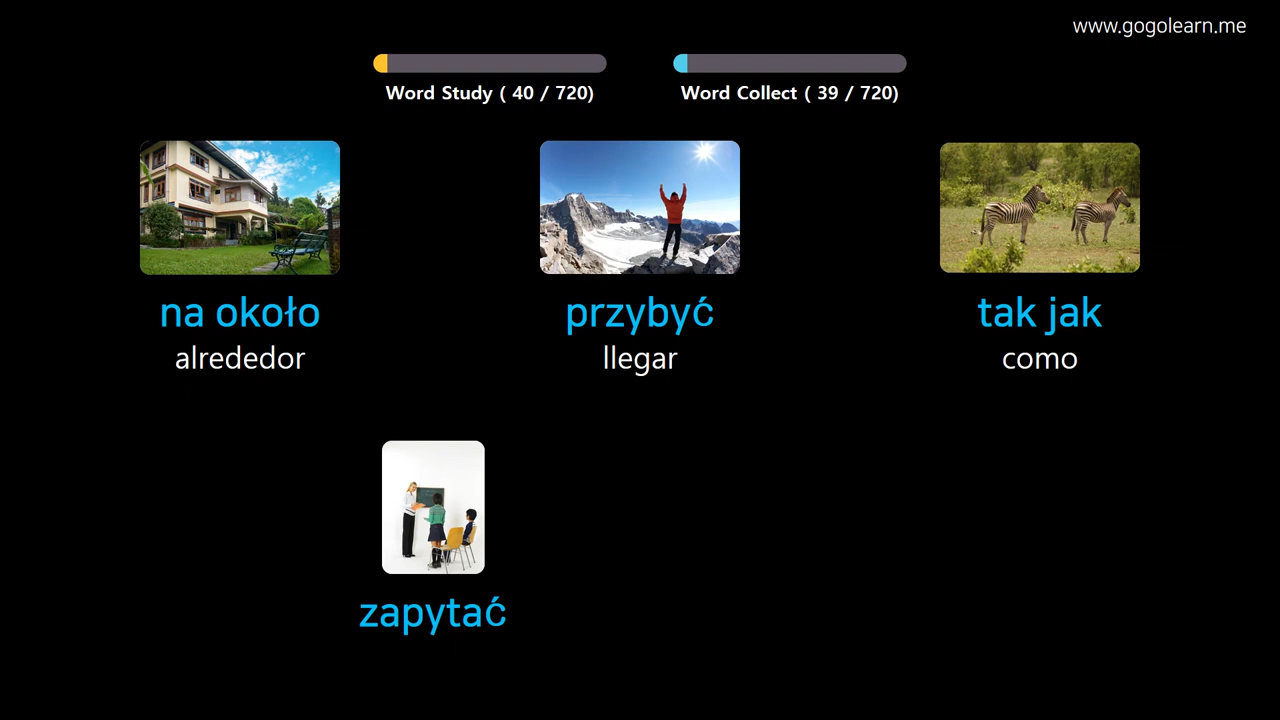 www.gogolearn.me
Word Study ( 40 / 720)
Word Collect ( 39 / 720)
na około
alrededor
przybyć
llegar
tak jak
como
zapytać